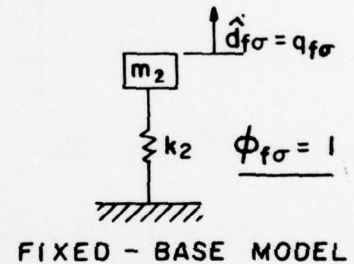 d̂fσ = qfσ
m2
k2
ϕfσ = 1
FIXED - BASE MODEL